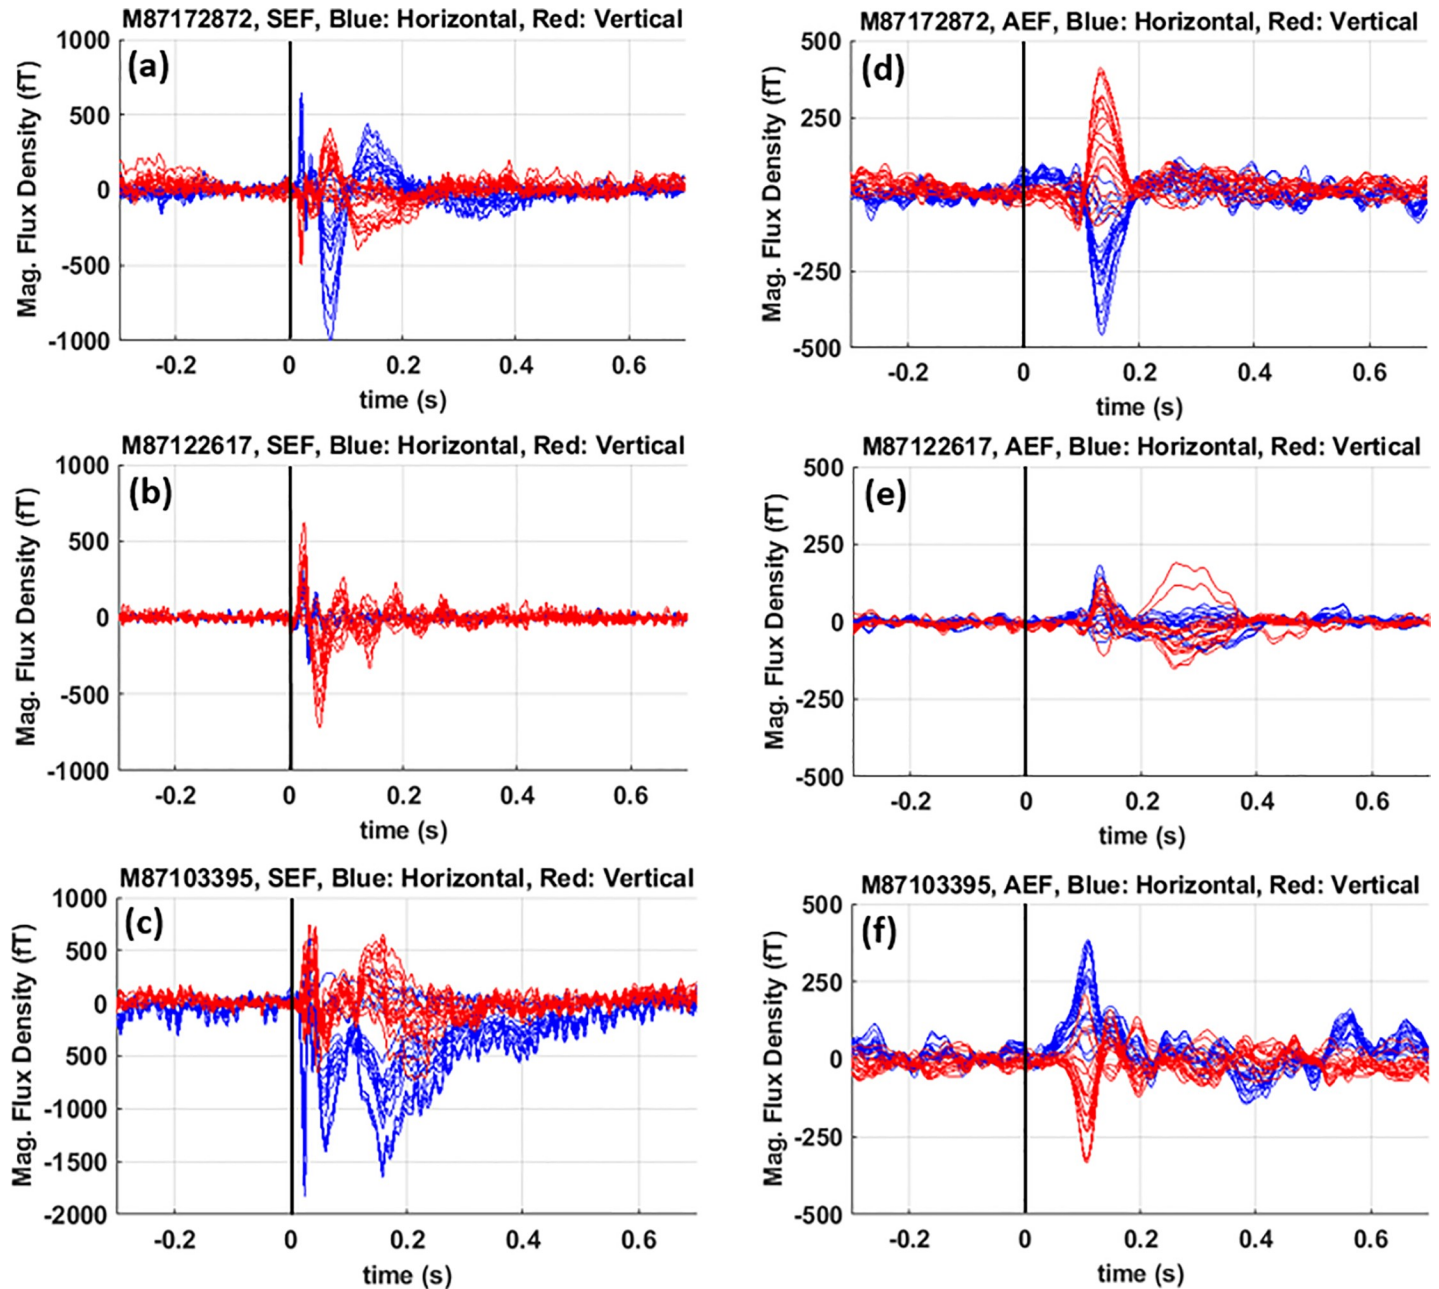 M87172872, SEF, Blue: Horizontal, Red: Vertical
(a)
Mag. Flux Density (fT)
1000
500
0
-500
-1000
-0.2 0 0.2 0.4 0.6
time (s)
M87172872, AEF, Blue: Horizontal, Red: Vertical
(d)
Mag. Flux Density (fT)
500
250
0
-250
-500
-0.2 0 0.2 0.4 0.6
time (s)
M87122617, SEF, Blue: Horizontal, Red: Vertical
(b)
Mag. Flux Density (fT)
1000
500
0
-500
-1000
-0.2 0 0.2 0.4 0.6
time (s)
M87122617, AEF, Blue: Horizontal, Red: Vertical
(e)
Mag. Flux Density (fT)
500
250
0
-250
-500
-0.2 0 0.2 0.4 0.6
time (s)
M87103395, SEF, Blue: Horizontal, Red: Vertical
(c)
Mag. Flux Density (fT)
1000
500
0
500
-1000
-1500
-2000
-0.2 0 0.2 0.4 0.6
time (s)
M87103395, AEF, Blue: Horizontal, Red: Vertical
(f)
Mag. Flux Density (fT)
500
250
0
-250
-500
-0.2 0 0.2 0.4 0.6
time (s)